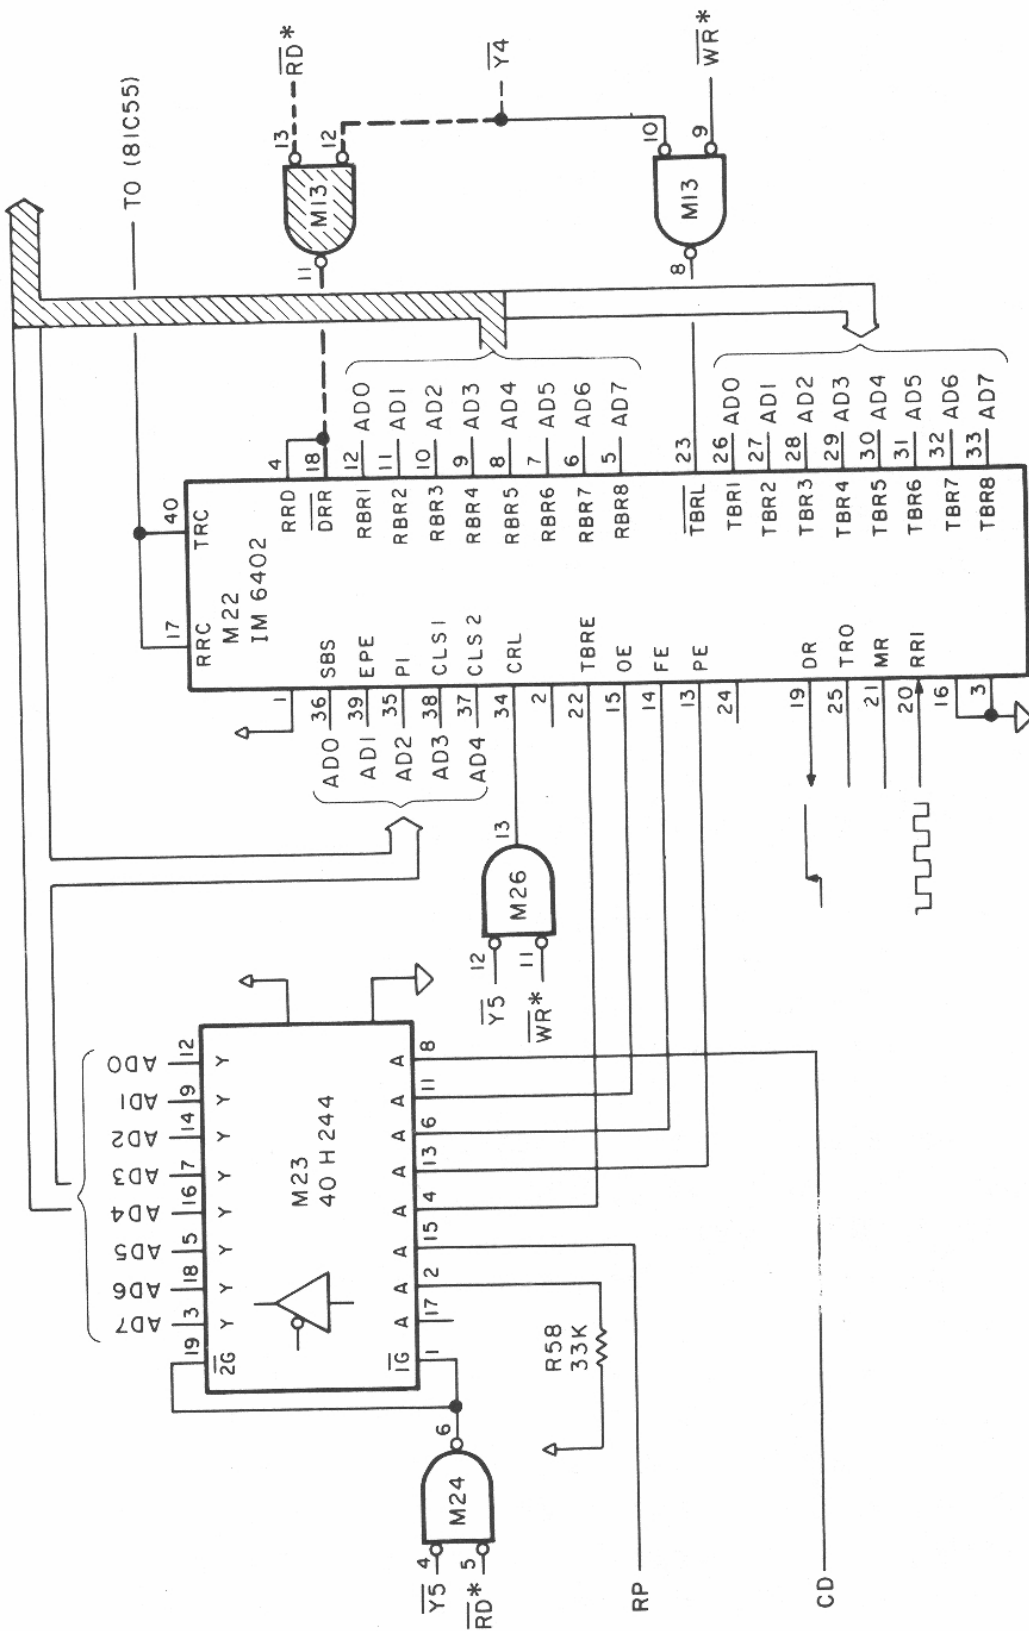 TO (81C55)
RD*
13
12
M13
11
Y4
WR*
10
9
M13
8
17
40
RRC
TRC
M22
IM 6402
1
36
39
35
38
37
34
2
22
15
14
13
24
19
25
21
20
16
3
AD0
AD1
AD2
AD3
AD4
SBS
EPE
PI
CLS1
CLS2
CRL
TBRE
OE
FE
PE
DR
TRO
MR
RRI
RRD
DRR
RBR1
RBR2
RBR3
RBR4
RBR5
RBR6
RBR7
RBR8
TBRL
TBR1
TBR2
TBR3
TBR4
TBR5
TBR6
TBR7
TBR8
4
18
12 AD0
11 AD1
10 AD2
9 AD3
8 AD4
7 AD5
6 AD6
5 AD7
23
26 AD0
27 AD1
28 AD2
29 AD3
30 AD4
31 AD5
32 AD6
33 AD7
M26
13
12
11
Y5
WR*
AD7 AD6 AD5 AD4 AD3 AD2 AD1 AD0
19 3 18 5 16 7 14 9 12
2G Y Y Y Y Y Y Y Y
M23
40 H 244
1G A A A A A A A A
1 17 2 15 4 13 6 11 8
M24
6
4
5
Y5
RD*
R58
33K
RP
CD